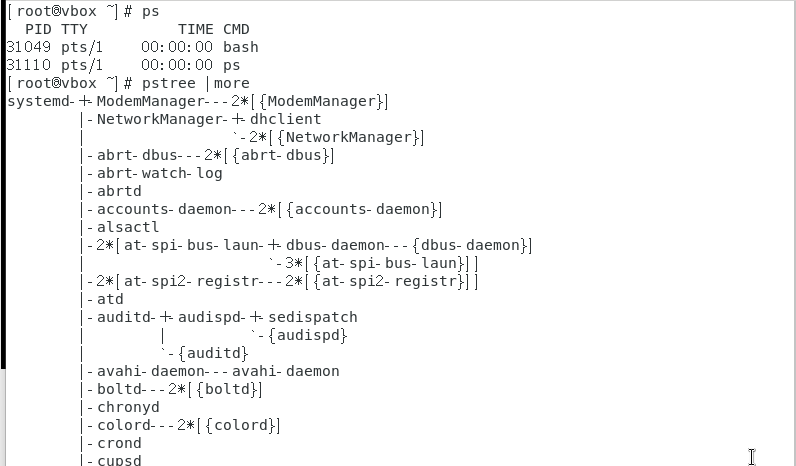 [root@vbox ~]# ps
  PID TTY          TIME CMD
31049 pts/1    00:00:00 bash
31110 pts/1    00:00:00 ps
[root@vbox ~]# pstree |more
systemd-+-ModemManager---2*[{ModemManager}]
        |-NetworkManager-+-dhclient
        |                `-2*[{NetworkManager}]
        |-abrt-dbus---2*[{abrt-dbus}]
        |-abrt-watch-log
        |-abrtd
        |-accounts-daemon---2*[{accounts-daemon}]
        |-alsactl
        |-2*[at-spi-bus-laun-+-dbus-daemon---{dbus-daemon}]
        |                    `-3*[{at-spi-bus-laun}]]
        |-2*[at-spi2-registr---2*[{at-spi2-registr}]]
        |-atd
        |-auditd-+-audispd-+-sedispatch
        |        |         `-{audispd}
        |        `-{auditd}
        |-avahi-daemon---avahi-daemon
        |-boltd---2*[{boltd}]
        |-chronyd
        |-colord---2*[{colord}]
        |-crond
        |-cupsd